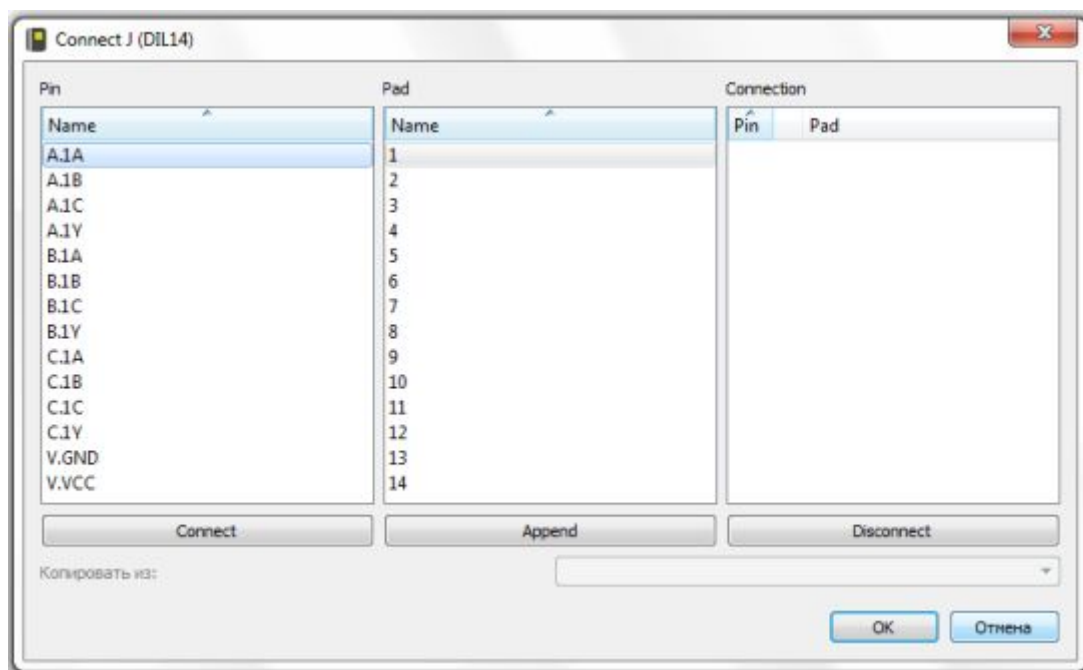 Connect J (DIL14)
Pin Pad Connection
Name Name Pin Pad
A.1A 1
A.1B 2
A.1C 3
A.1Y 4
B.1A 5
B.1B 6
B.1C 7
B.1Y 8
C.1A 9
C.1B 10
C.1C 11
C.1Y 12
V.GND 13
V.VCC 14
Connect Append Disconnect
Копировать из:
OK Отмена